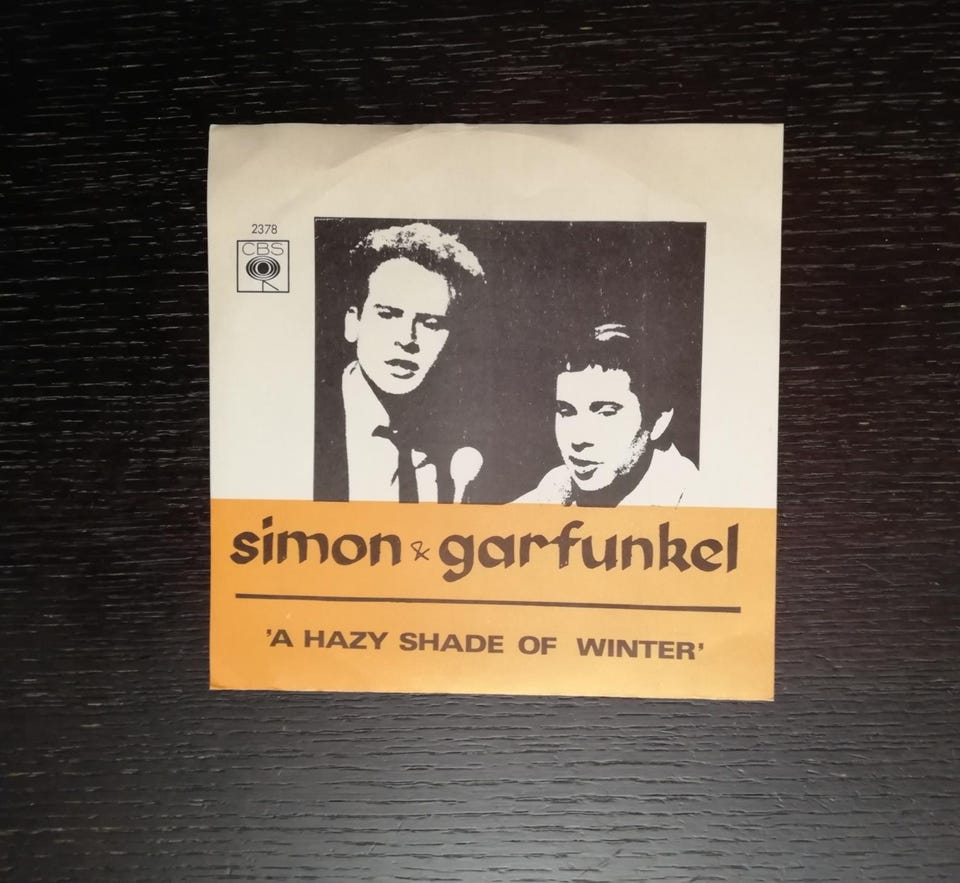 2378
CBS
simon & garfunkel
'A HAZY SHADE OF WINTER'